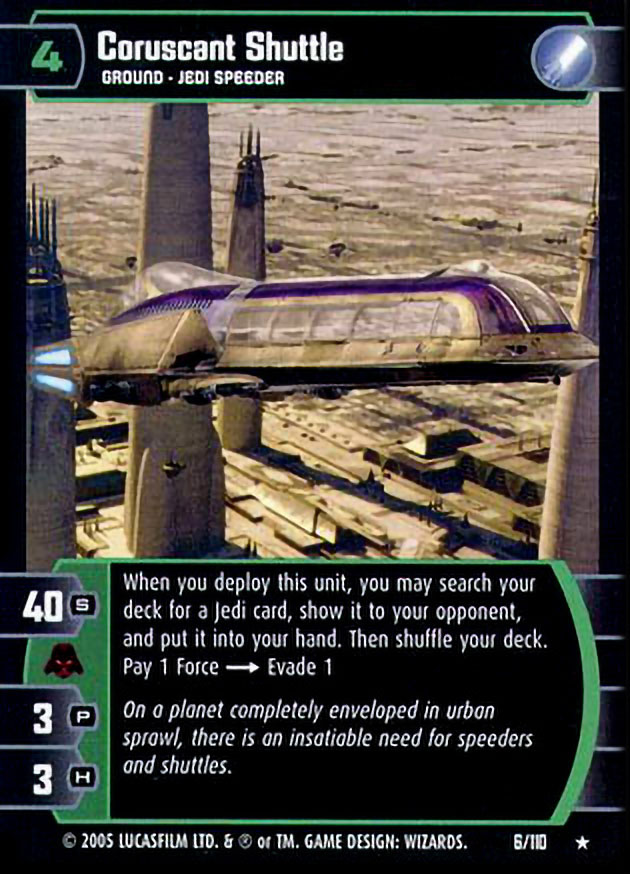 4
Coruscant Shuttle
GROUND · JEDI SPEEDER
When you deploy this unit, you may search your
deck for a Jedi card, show it to your opponent,
and put it into your hand. Then shuffle your deck.
Pay 1 Force → Evade 1
On a planet completely enveloped in urban
sprawl, there is an insatiable need for speeders
and shuttles.
40 S
3 P
3 H
© 2005 LUCASFILM LTD. & ® or TM. GAME DESIGN: WIZARDS. 6/110 ★